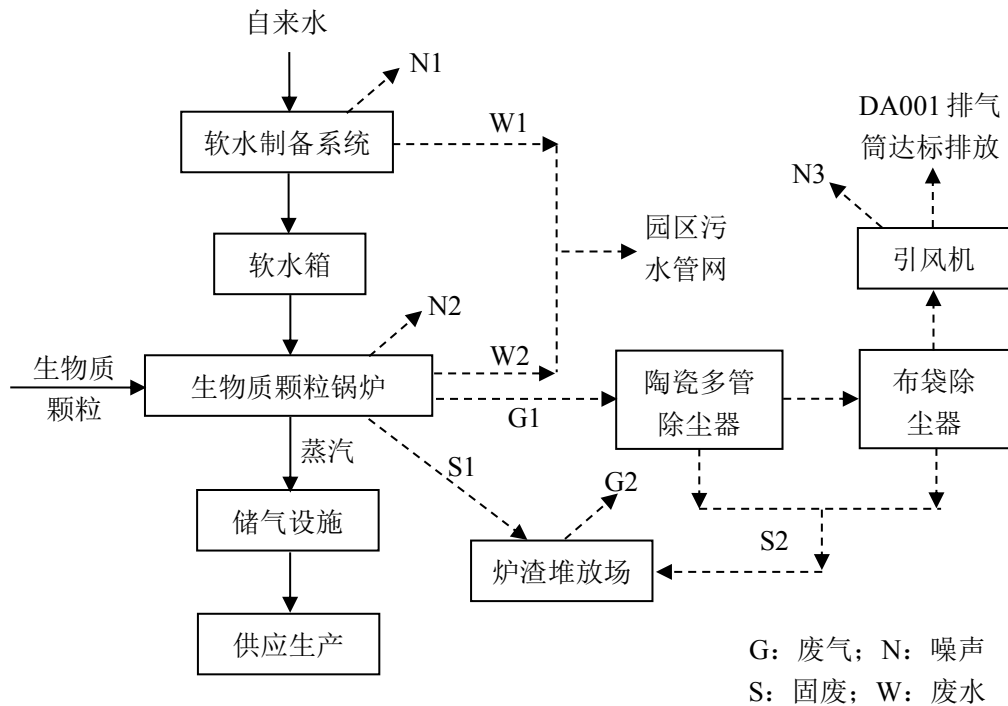 自来水
N1
软水制备系统
W1
DA001 排气
筒达标排放
N3
园区污
水管网
引风机
软水箱
N2
生物质
颗粒
生物质颗粒锅炉
W2
G1
陶瓷多管
除尘器
布袋除
尘器
蒸汽
S1
G2
储气设施
炉渣堆放场
S2
供应生产
G：废气；N：噪声
S：固废；W：废水